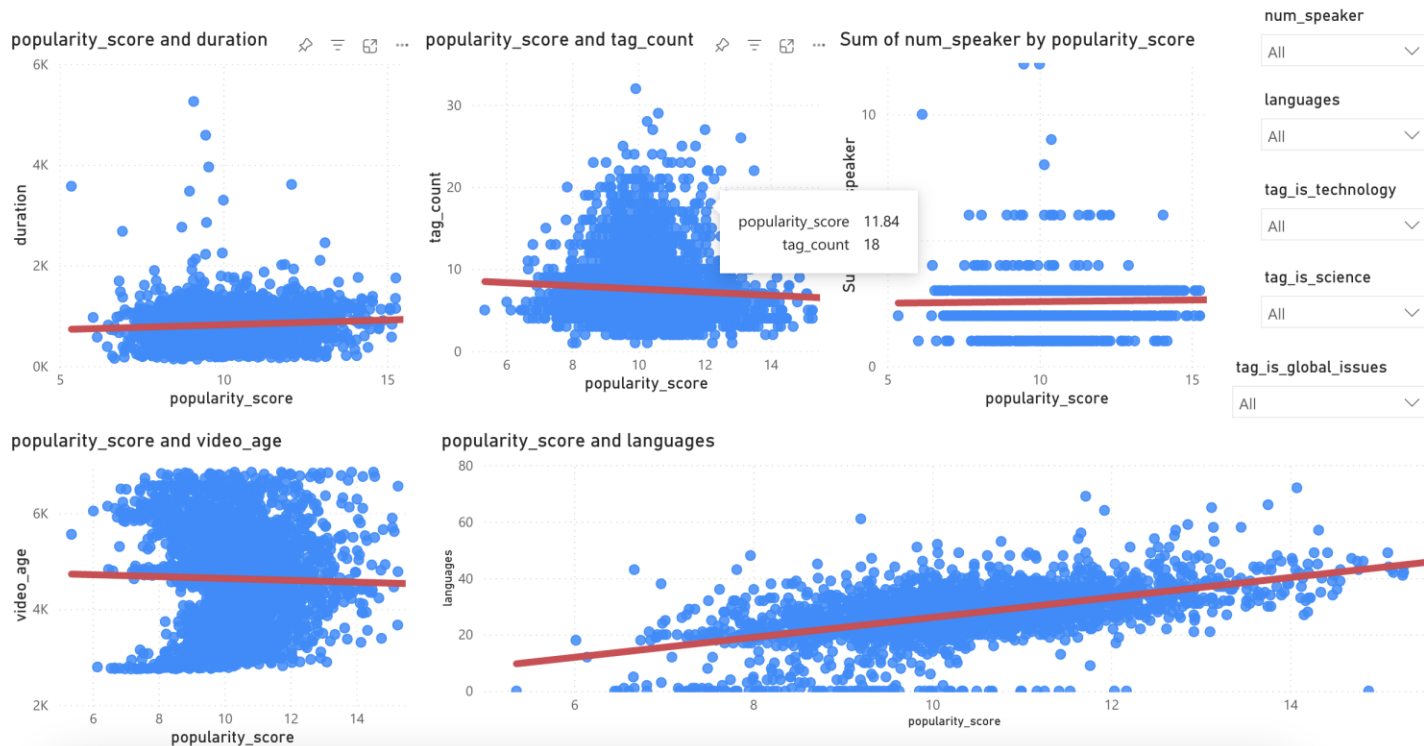 popularity_score and duration
6K
4K
2K
0K
duration
5
10
15
popularity_score
popularity_score and tag_count
30
20
10
0
tag_count
6
8
10
12
14
popularity_score
popularity_score 11.84
tag_count 18
Sum of num_speaker by popularity_score
10
0
Su
peaker
5
10
15
popularity_score
num_speaker
All
languages
All
tag_is_technology
All
tag_is_science
All
tag_is_global_issues
All
popularity_score and video_age
6K
4K
2K
video_age
6
8
10
12
14
popularity_score
popularity_score and languages
80
60
40
20
0
languages
6
8
10
12
14
popularity_score